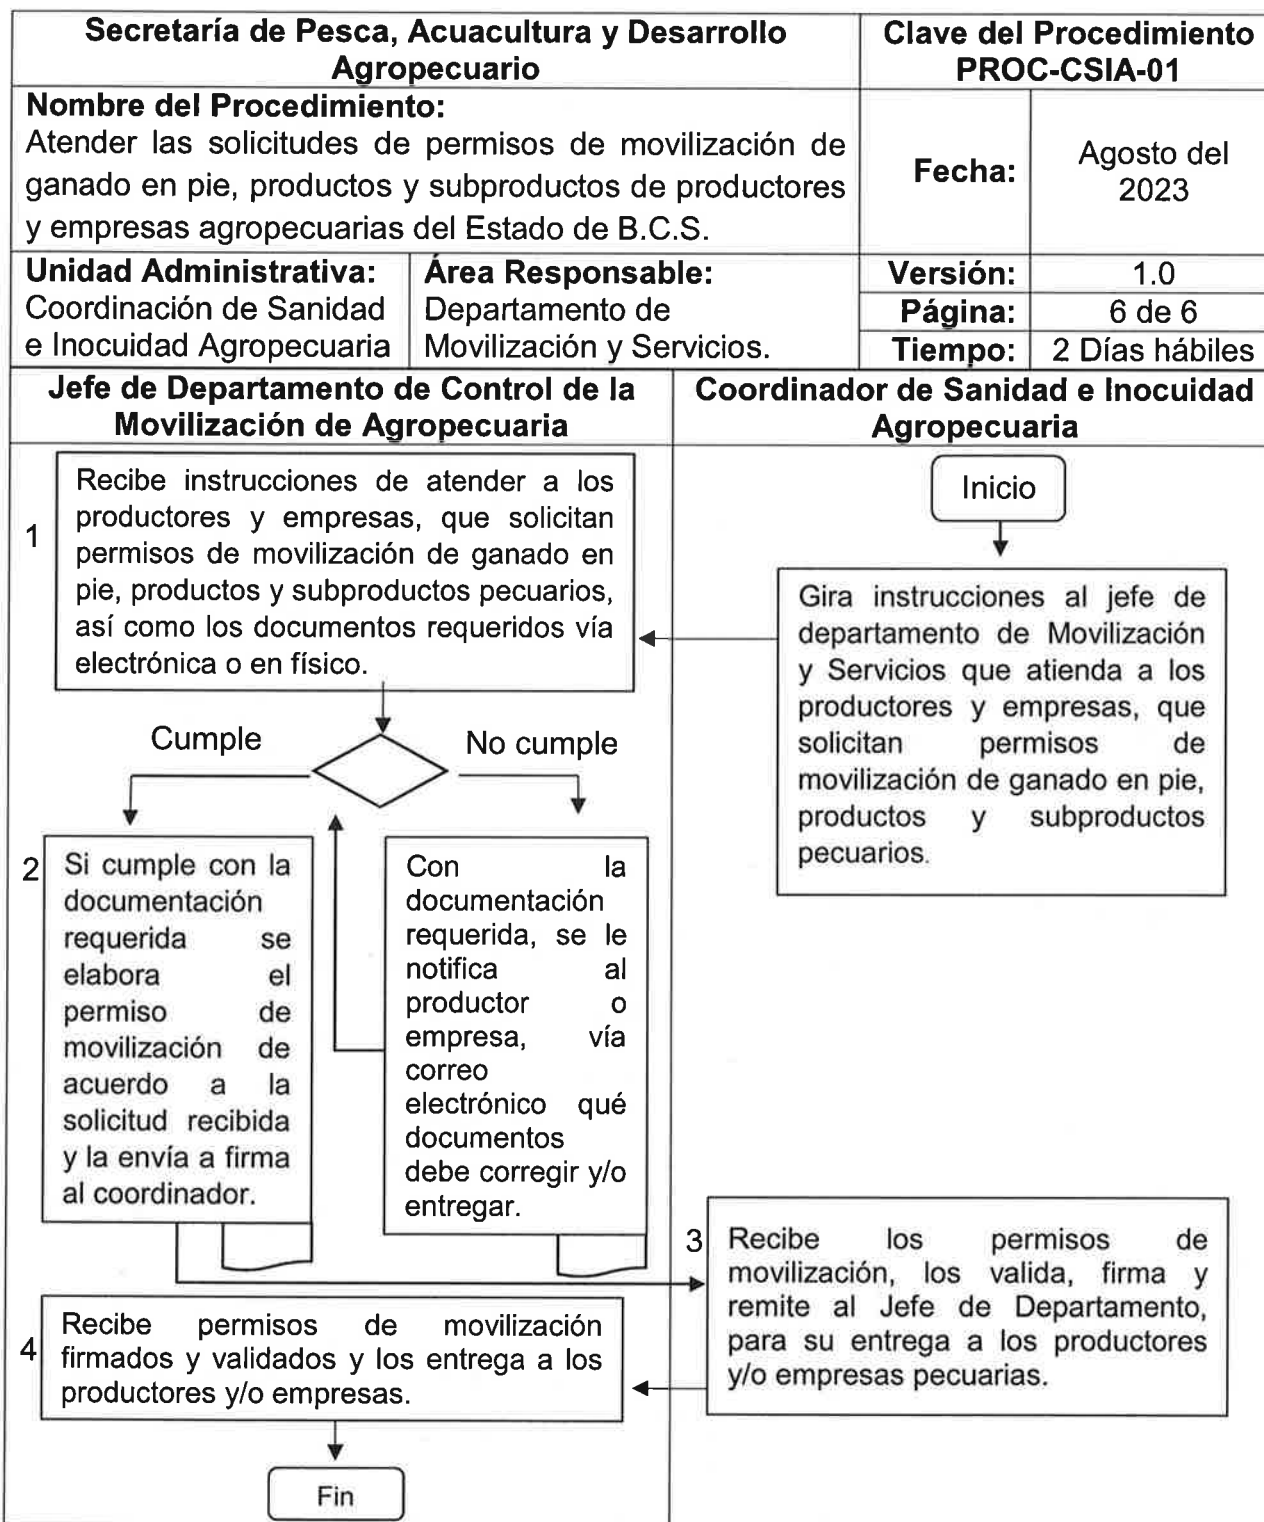 Secretaría de Pesca, Acuacultura y Desarrollo
Agropecuario
Clave del Procedimiento
PROC-CSIA-01
Nombre del Procedimiento:
Atender las solicitudes de permisos de movilización de
ganado en pie, productos y subproductos de productores
y empresas agropecuarias del Estado de B.C.S.
Fecha:
Agosto del
2023
Unidad Administrativa:
Coordinación de Sanidad
e Inocuidad Agropecuaria
Área Responsable:
Departamento de
Movilización y Servicios.
Versión:
1.0
Página:
6 de 6
Tiempo:
2 Días hábiles
Jefe de Departamento de Control de la
Movilización de Agropecuaria
Coordinador de Sanidad e Inocuidad
Agropecuaria
Inicio
Gira instrucciones al jefe de
departamento de Movilización
y Servicios que atienda a los
productores y empresas, que
solicitan permisos de
movilización de ganado en pie,
productos y subproductos
pecuarios.
1
Recibe instrucciones de atender a los
productores y empresas, que solicitan
permisos de movilización de ganado en
pie, productos y subproductos pecuarios,
así como los documentos requeridos vía
electrónica o en físico.
Cumple
No cumple
2
Si cumple con la
documentación
requerida se
elabora el
permiso de
movilización de
acuerdo a la
solicitud recibida
y la envía a firma
al coordinador.
Con la
documentación
requerida, se le
notifica al
productor o
empresa, vía
correo
electrónico qué
documentos
debe corregir y/o
entregar.
3
Recibe los permisos de
movilización, los valida, firma y
remite al Jefe de Departamento,
para su entrega a los productores
y/o empresas pecuarias.
4
Recibe permisos de movilización
firmados y validados y los entrega a los
productores y/o empresas.
Fin